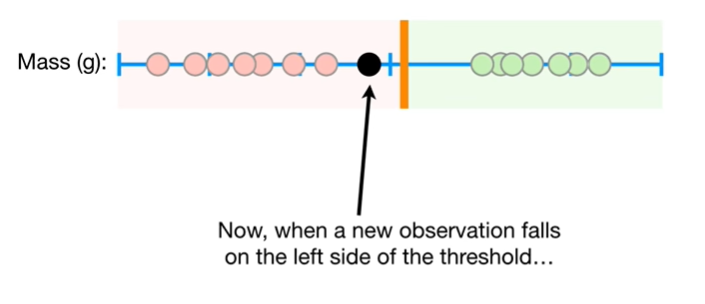 Mass (g):
Now, when a new observation falls
on the left side of the threshold…